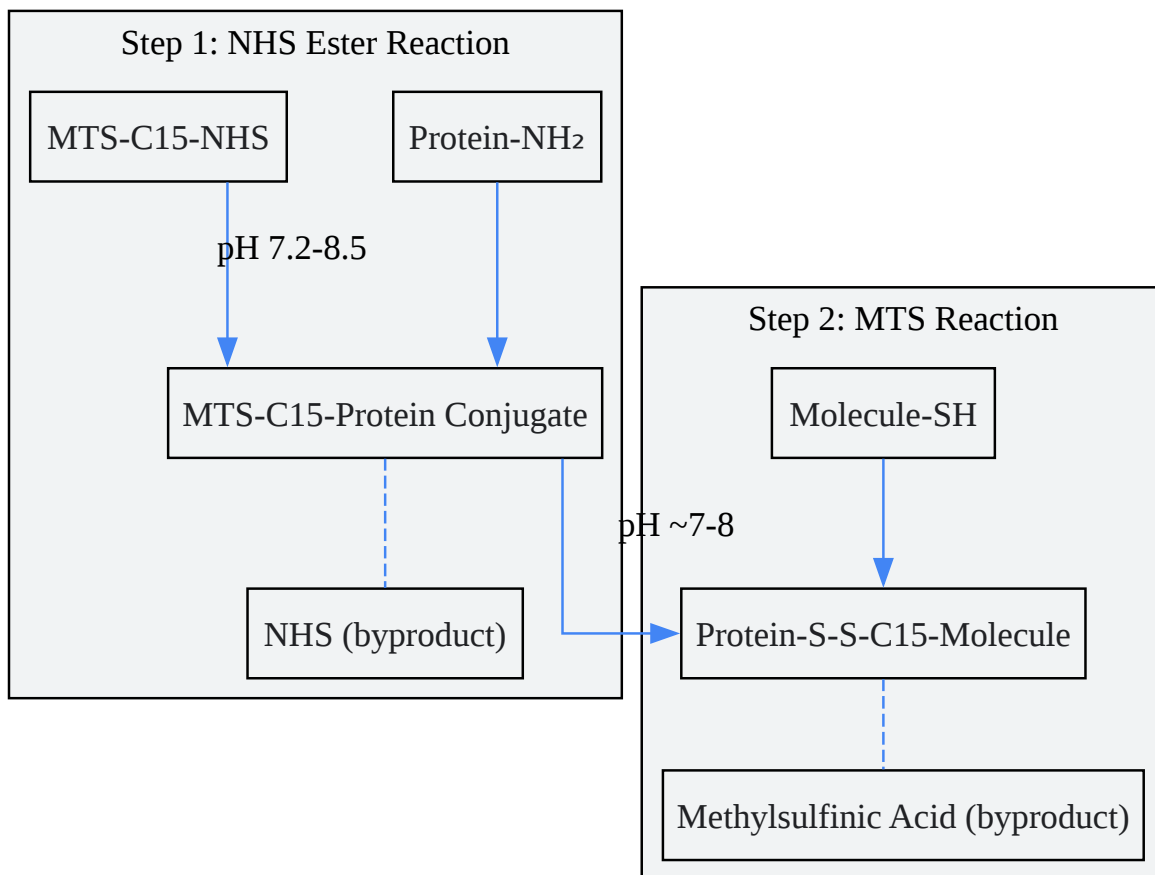 Step 1: NHS Ester Reaction
MTS-C15-NHS
Protein-NH₂
pH 7.2-8.5
MTS-C15-Protein Conjugate
NHS (byproduct)
Step 2: MTS Reaction
Molecule-SH
pH ~7-8
Protein-S-S-C15-Molecule
Methylsulfinic Acid (byproduct)